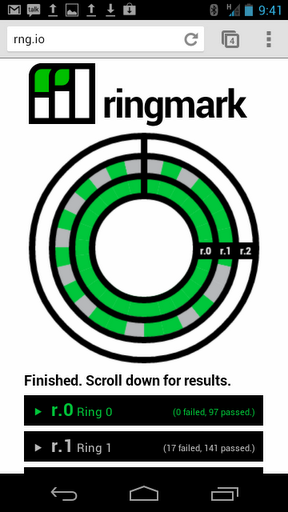 talk
H
9:41
rng.io
4
ringmark
r.0 r.1 r.2
Finished. Scroll down for results.
r.0 Ring 0 (0 failed, 97 passed.)
r.1 Ring 1 (17 failed, 141 passed.)